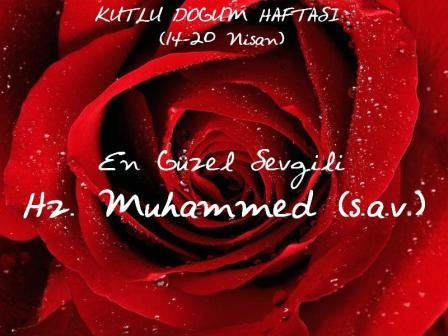 KUTLU DOGUM HAFTASI
(14-20 Nisan)
En Güzel Sevgili
Hz. Muhammed (s.a.v.)